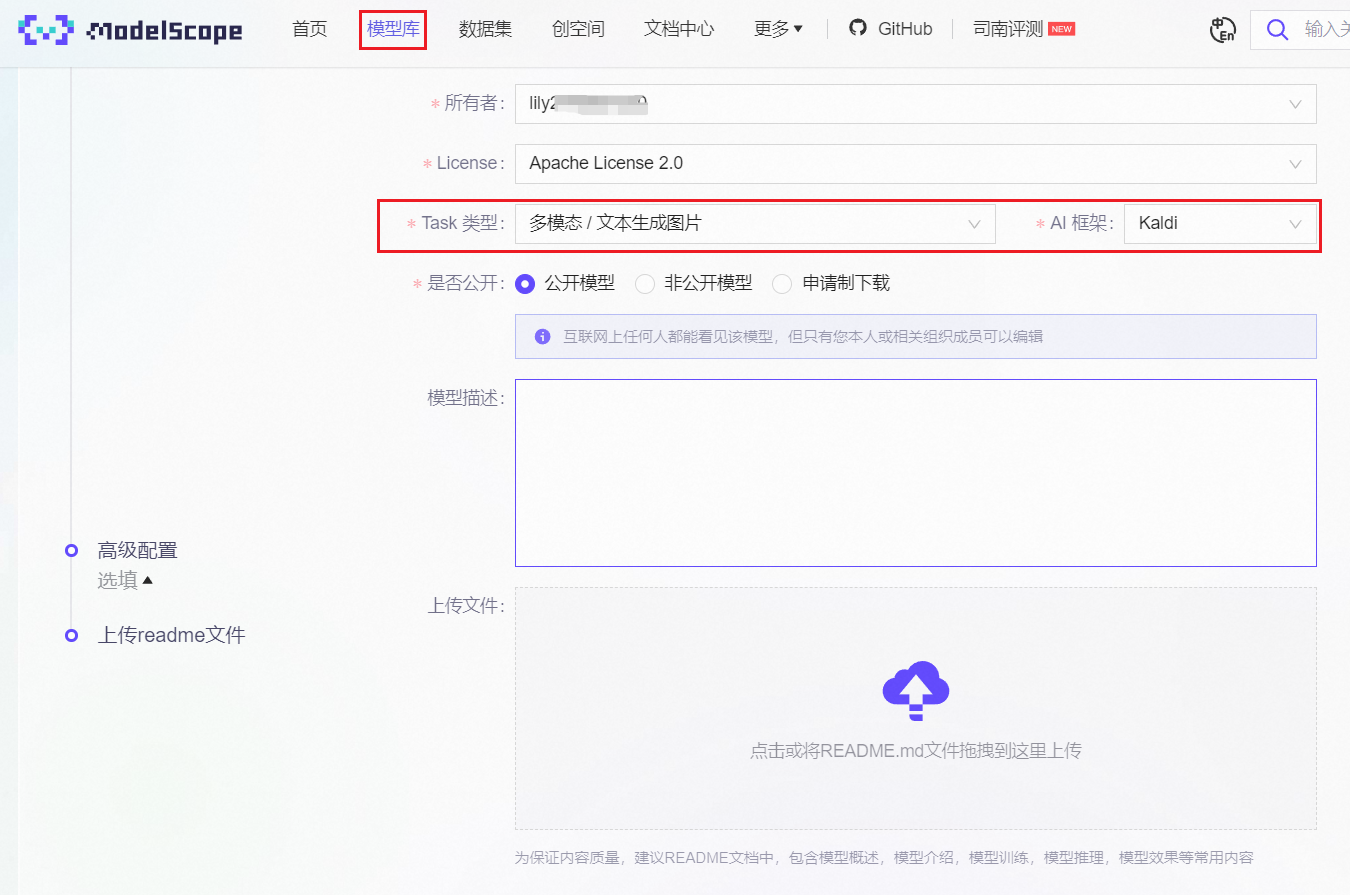 ModelScope 首页 模型库 数据集 创空间 文档中心 更多 GitHub 司南评测 NEW 中 En
* 所有者:
* License: Apache License 2.0
* Task 类型: 多模态 / 文本生成图片 * AI 框架: Kaldi
* 是否公开: 公开模型 非公开模型 申请制下载
互联网上任何人都能看见该模型，但只有您本人或相关组织成员可以编辑
模型描述:
高级配置
选填
上传文件:
上传readme文件
点击或将README.md文件拖拽到这里上传
为保证内容质量，建议README文档中，包含模型概述，模型介绍，模型训练，模型推理，模型效果等常用内容